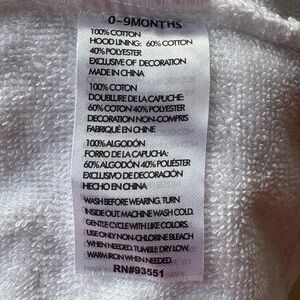 0-9MONTHS
100% COTTON
HOOD LINING: 60% COTTON
40% POLYESTER
EXCLUSIVE OF DECORATION
MADE IN CHINA
100% COTON
DOUBLURE DE LA CAPUCHE:
60% COTON 40% POLYESTER
DECORATION NON-COMPRIS
FABRIQUÉ EN CHINE
100% ALGODÓN
FORRO DE LA CAPUCHA:
60% ALGODÓN 40% POLIÉSTER
EXCLUSIVO DE DECORACIÓN
HECHO EN CHINA
WASH BEFORE WEARING. TURN
INSIDE OUT. MACHINE WASH COLD.
GENTLE CYCLE WITH LIKE COLORS.
USE ONLY NON-CHLORINE BLEACH
WHEN NEEDED. TUMBLE DRY LOW.
WARM IRON WHEN NEEDED.
RN#93551